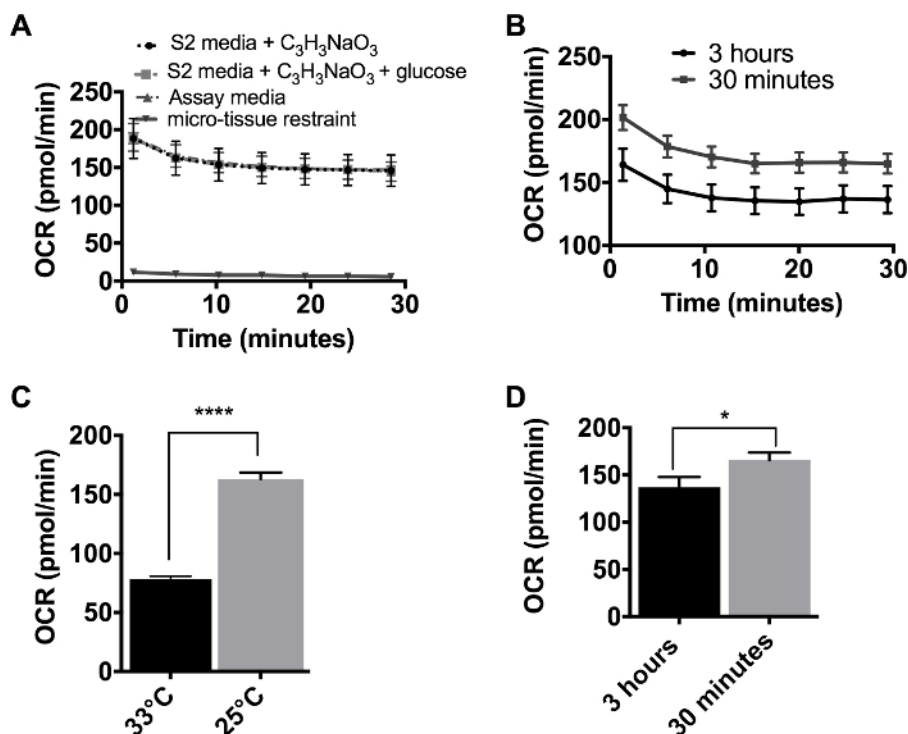 A
S2 media + C₃H₃NaO₃
S2 media + C₃H₃NaO₃ + glucose
Assay media
micro-tissue restraint
250
200
150
100
50
0
OCR (pmol/min)
0 10 20 30
Time (minutes)
B
3 hours
30 minutes
250
200
150
100
OCR (pmol/min)
0 10 20 30
Time (minutes)
C
****
200
150
100
50
0
OCR (pmol/min)
33°C
25°C
D
*
200
150
100
50
0
OCR (pmol/min)
3 hours
30 minutes